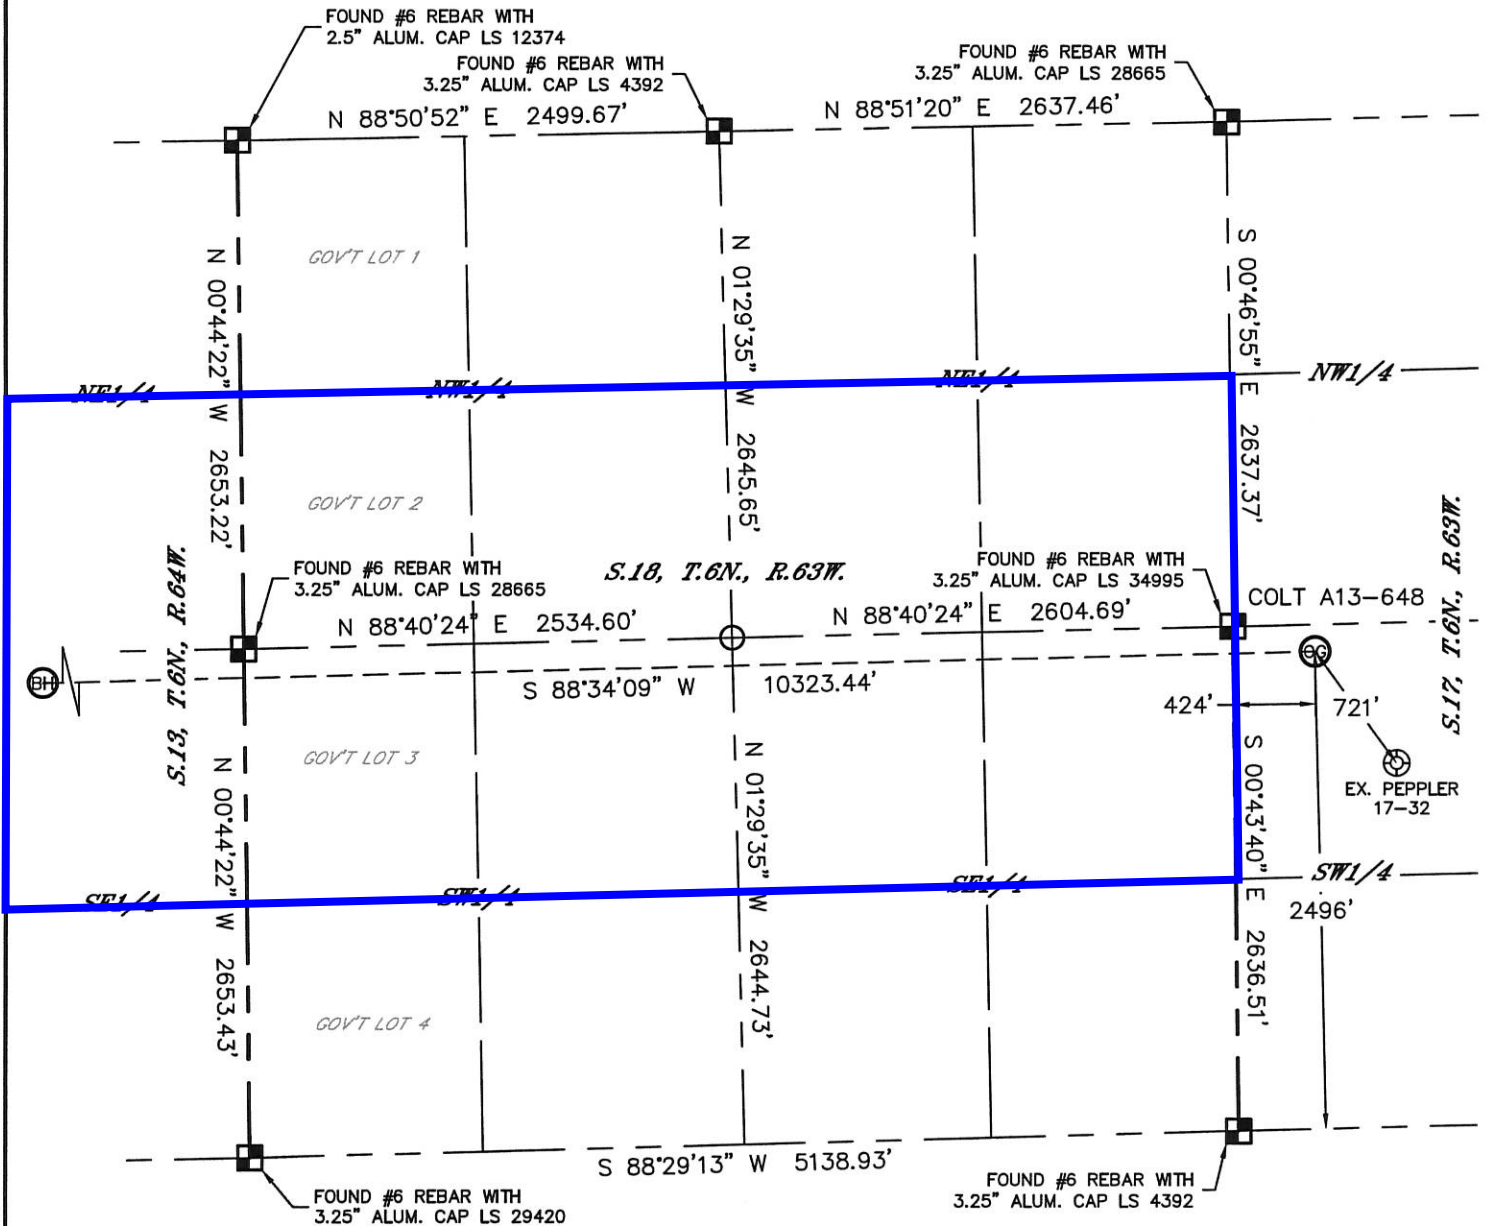 FOUND #6 REBAR WITH
2.5" ALUM. CAP LS 12374
FOUND #6 REBAR WITH
3.25" ALUM. CAP LS 4392
FOUND #6 REBAR WITH
3.25" ALUM. CAP LS 28665
N 88°50'52" E 2499.67'
N 88°51'20" E 2637.46'
GOV'T LOT 1
N 00°44'22" W 2653.22'
N 01°29'35" W 2645.65'
S 00°46'55" E 2637.37'
NE1/4
NW1/4
NE1/4
NW1/4
GOV'T LOT 2
S.13, T.6N., R.64W.
FOUND #6 REBAR WITH
3.25" ALUM. CAP LS 28665
S.18, T.6N., R.63W.
FOUND #6 REBAR WITH
3.25" ALUM. CAP LS 34995
S.17, T.6N., R.63W.
COLT A13-648
N 88°40'24" E 2534.60'
N 88°40'24" E 2604.69'
BH
OG
S 88°34'09" W 10323.44'
424'
721'
GOV'T LOT 3
N 00°44'22" W 2653.43'
N 01°29'35" W 2644.73'
S 00°43'40" E 2636.51'
EX. PEPPLER
17-32
SE1/4
SW1/4
SE1/4
SW1/4
2496'
GOV'T LOT 4
S 88°29'13" W 5138.93'
FOUND #6 REBAR WITH
3.25" ALUM. CAP LS 29420
FOUND #6 REBAR WITH
3.25" ALUM. CAP LS 4392